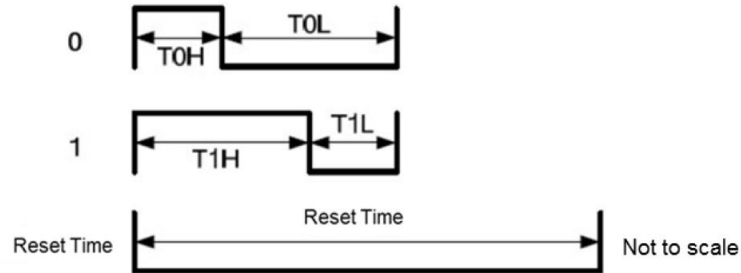 0
T0H
T0L
1
T1H
T1L
Reset Time
Reset Time
Not to scale